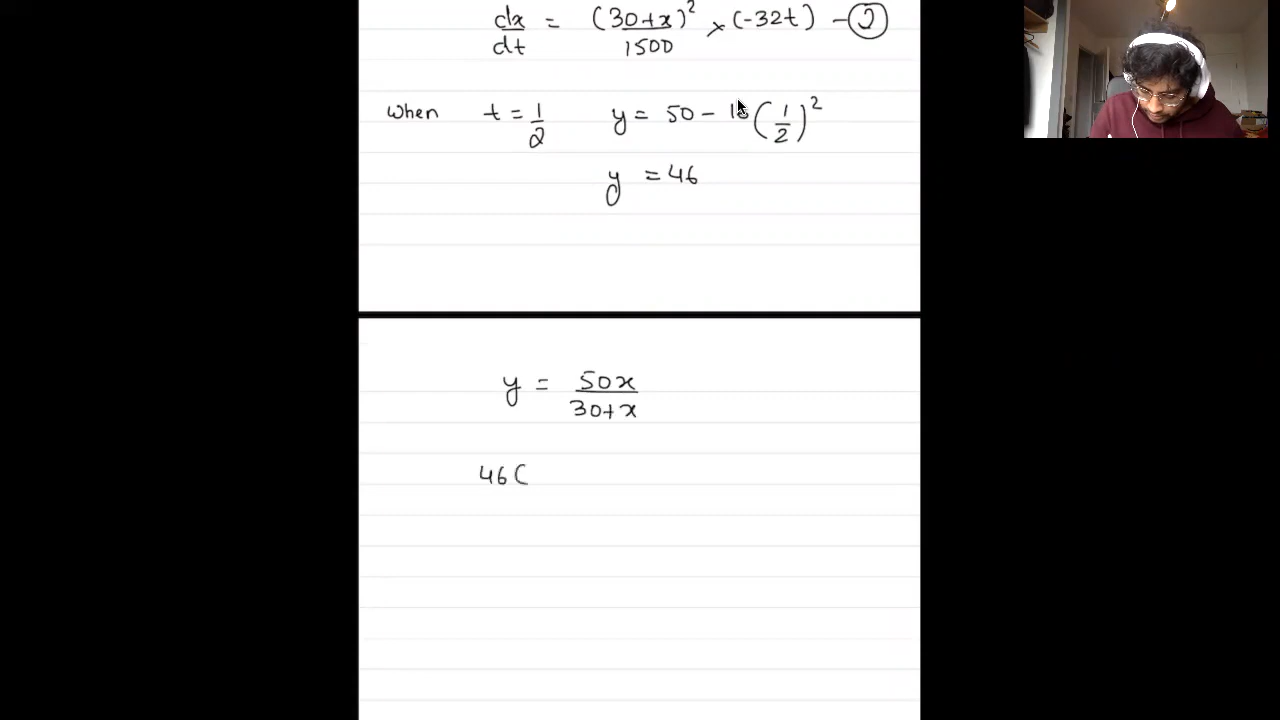 dx/dt = (30+x)²/1500 × (-32t) - ②
When t = 1/2 y = 50 - 16(1/2)²
y = 46
y = 50x/30+x
46(